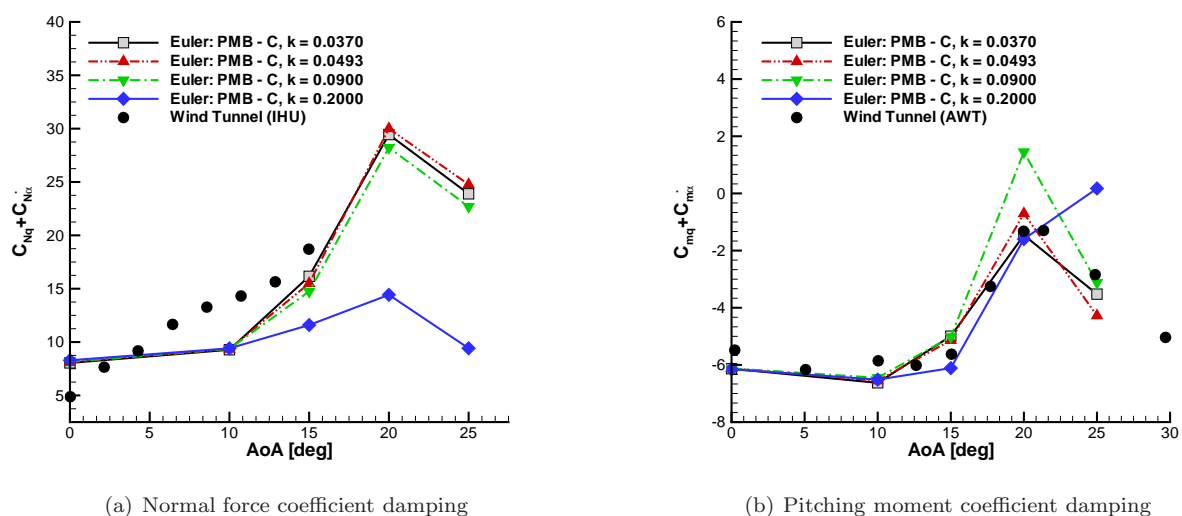 40
35
30
25
20
15
10
5
0
5
10
15
20
25
AoA [deg]
C_Nq+C_Nα̇
Euler: PMB - C, k = 0.0370
Euler: PMB - C, k = 0.0493
Euler: PMB - C, k = 0.0900
Euler: PMB - C, k = 0.2000
Wind Tunnel (IHU)
(a) Normal force coefficient damping
6
4
2
0
-2
-4
-6
-8
0
5
10
15
20
25
30
AoA [deg]
C_mq+C_mα̇
Euler: PMB - C, k = 0.0370
Euler: PMB - C, k = 0.0493
Euler: PMB - C, k = 0.0900
Euler: PMB - C, k = 0.2000
Wind Tunnel (AWT)
(b) Pitching moment coefficient damping